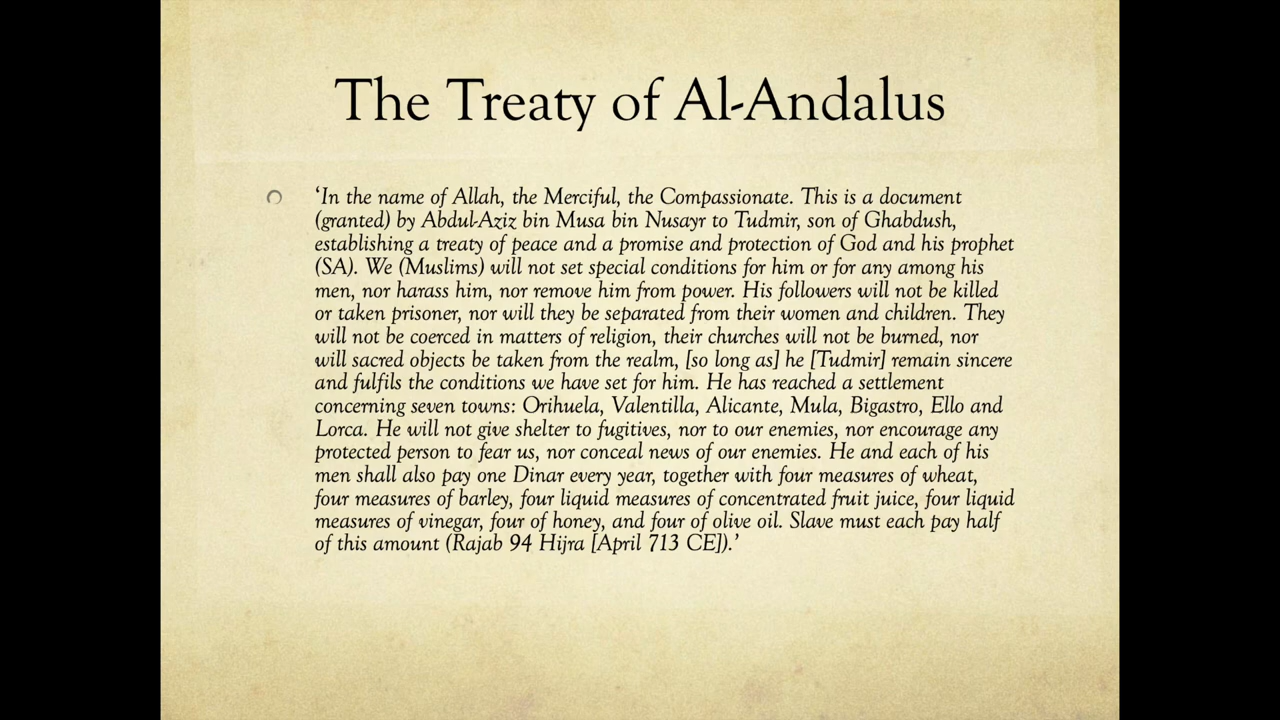 The Treaty of Al-Andalus
‘In the name of Allah, the Merciful, the Compassionate. This is a document
(granted) by Abdul-Aziz bin Musa bin Nusayr to Tudmir, son of Ghabdush,
establishing a treaty of peace and a promise and protection of God and his prophet
(SA). We (Muslims) will not set special conditions for him or for any among his
men, nor harass him, nor remove him from power. His followers will not be killed
or taken prisoner, nor will they be separated from their women and children. They
will not be coerced in matters of religion, their churches will not be burned, nor
will sacred objects be taken from the realm, [so long as] he [Tudmir] remain sincere
and fulfils the conditions we have set for him. He has reached a settlement
concerning seven towns: Orihuela, Valentilla, Alicante, Mula, Bigastro, Ello and
Lorca. He will not give shelter to fugitives, nor to our enemies, nor encourage any
protected person to fear us, nor conceal news of our enemies. He and each of his
men shall also pay one Dinar every year, together with four measures of wheat,
four measures of barley, four liquid measures of concentrated fruit juice, four liquid
measures of vinegar, four of honey, and four of olive oil. Slave must each pay half
of this amount (Rajab 94 Hijra [April 713 CE]).’